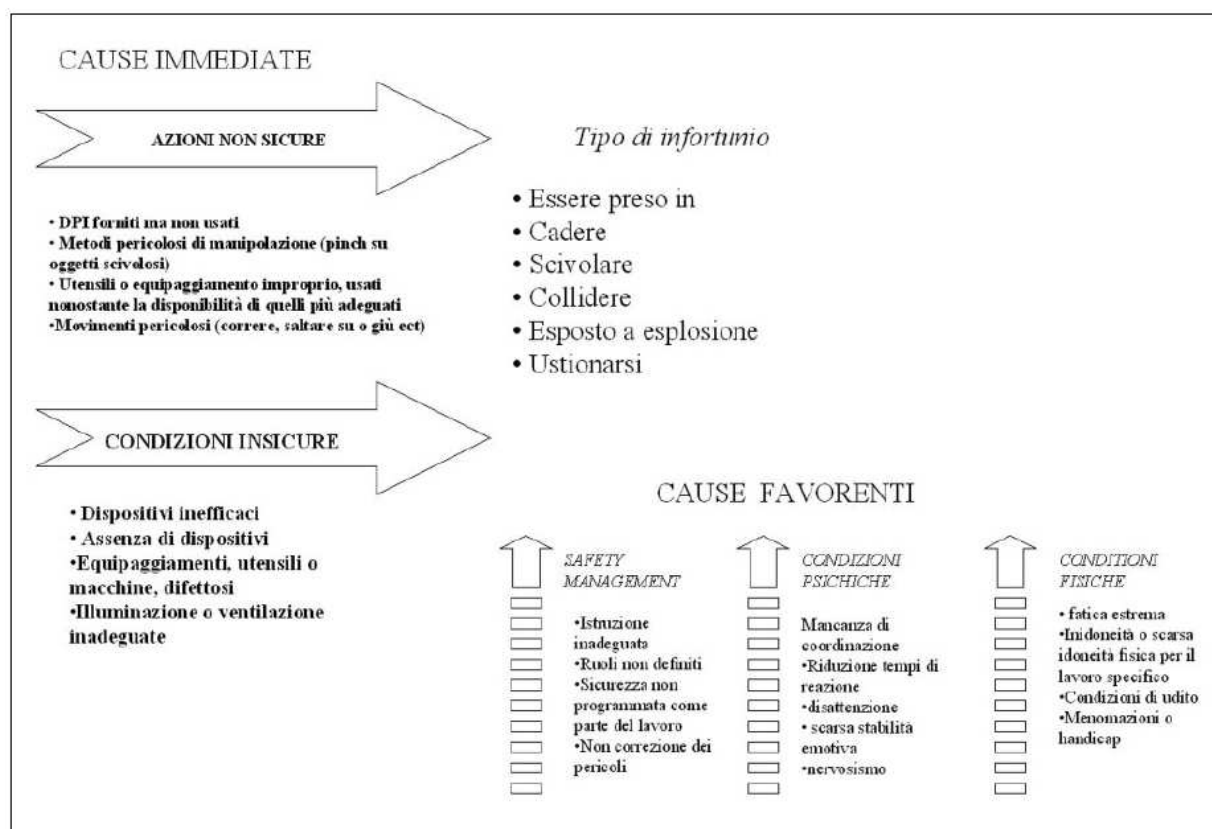 CAUSE IMMEDIATE
AZIONI NON SICURE
• DPI forniti ma non usati
• Metodi pericolosi di manipolazione (pinch su
oggetti scivolosi)
• Utensili o equipaggiamento improprio, usati
nonostante la disponibilità di quelli più adeguati
•Movimenti pericolosi (correre, saltare su o giù ect)
Tipo di infortunio
• Essere preso in
• Cadere
• Scivolare
• Collidere
• Esposto a esplosione
• Ustionarsi
CONDIZIONI INSICURE
• Dispositivi inefficaci
• Assenza di dispositivi
•Equipaggiamenti, utensili o
macchine, difettosi
•Illuminazione o ventilazione
inadeguate
CAUSE FAVORENTI
SAFETY
MANAGEMENT
•Istruzione
inadeguata
•Ruoli non definiti
•Sicurezza non
programmata come
parte del lavoro
•Non correzione dei
pericoli
CONDIZIONI
PSICHICHE
Mancanza di
coordinazione
•Riduzione tempi di
reazione
•disattenzione
• scarsa stabilità
emotiva
•nervosismo
CONDITIONI
FISICHE
• fatica estrema
•Inidoneità o scarsa
idoneità fisica per il
lavoro specifico
•Condizioni di udito
•Menomazioni o
handicap